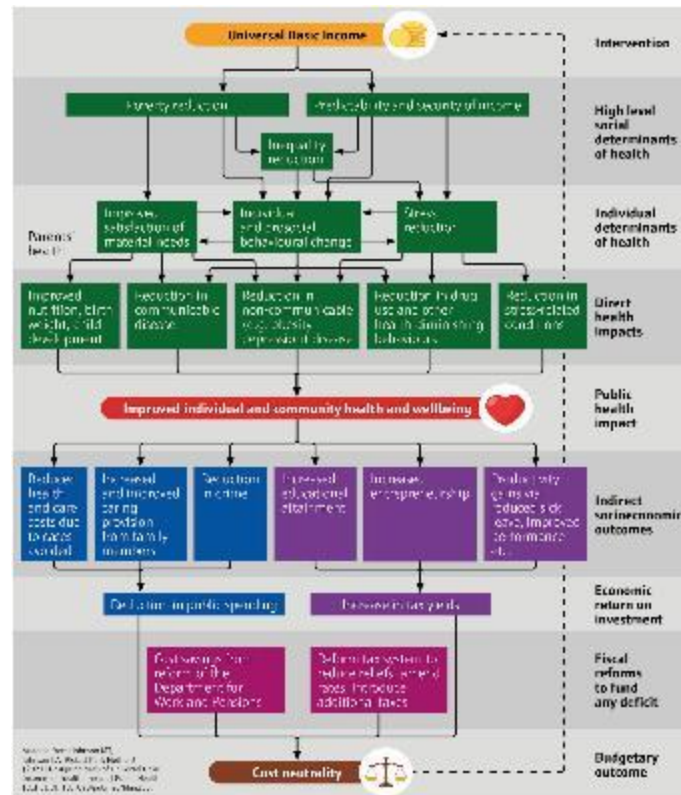 Universal Basic Income
Intervention
Poverty reduction
Predictability and security of income
Inequality
reduction
High level
social
determinants
of health
Parents'
health
Improved
satisfaction of
material needs
Individual
and prosocial
behavioural change
Stress
reduction
Individual
determinants
of health
Improved
nutrition, birth
weight, child
development
Reduction in
communicable
disease
Reduction in
non-communicable
(e.g. obesity,
depression) disease
Reduction in drug
use and other
health-diminishing
behaviours
Reduction in
stress-related
conditions
Direct
health
impacts
Improved individual and community health and wellbeing
Public
health
impact
Reduced
health
and care
costs due
to cases
avoided
Increased
and improved
caring
provision
from family
members
Reduction
in crime
Increased
educational
attainment
Increased
entrepreneurship
Productivity
gains via
reduced sick
leave, improved
performance
etc.
Indirect
socioeconomic
outcomes
Reduction in public spending
Increase in tax yields
Economic
return on
investment
Cost savings from
reform of the
Department for
Work and Pensions
Reform tax system to
reduce reliefs, amend
rates, introduce
additional taxes
Fiscal
reforms
to fund
any deficit
Cost neutrality
Budgetary
outcome